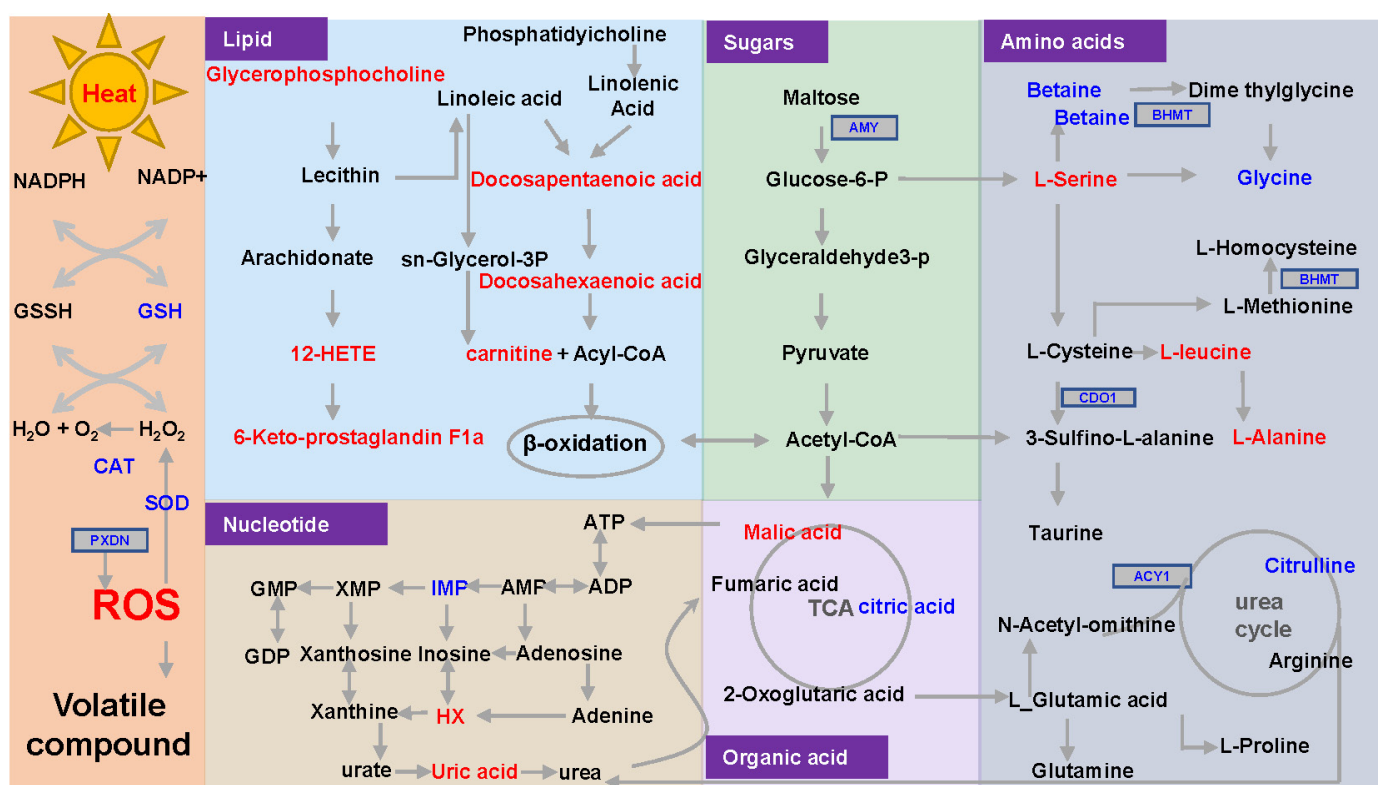 Heat
NADPH
NADP+
GSSH
GSH
H₂O + O₂
H₂O₂
CAT
SOD
PXDN
ROS
Volatile
compound
Lipid
Phosphatidyicholine
Glycerophosphocholine
Linoleic acid
Linolenic
Acid
Lecithin
Docosapentaenoic acid
Arachidonate
sn-Glycerol-3P
Docosahexaenoic acid
12-HETE
carnitine + Acyl-CoA
6-Keto-prostaglandin F1a
β-oxidation
Sugars
Maltose
AMY
Glucose-6-P
Glyceraldehyde3-p
Pyruvate
Acetyl-CoA
Amino acids
Betaine
Dime thylglycine
Betaine
BHMT
L-Serine
Glycine
L-Homocysteine
BHMT
L-Methionine
L-Cysteine
L-leucine
CDO1
3-Sulfino-L-alanine
L-Alanine
Taurine
ACY1
Citrulline
urea
cycle
N-Acetyl-omithine
Arginine
L_Glutamic acid
L-Proline
Glutamine
Nucleotide
ATP
GMP
XMP
IMP
AMP
ADP
GDP
Xanthosine
Inosine
Adenosine
Xanthine
HX
Adenine
urate
Uric acid
urea
Malic acid
Fumaric acid
TCA
citric acid
2-Oxoglutaric acid
Organic acid